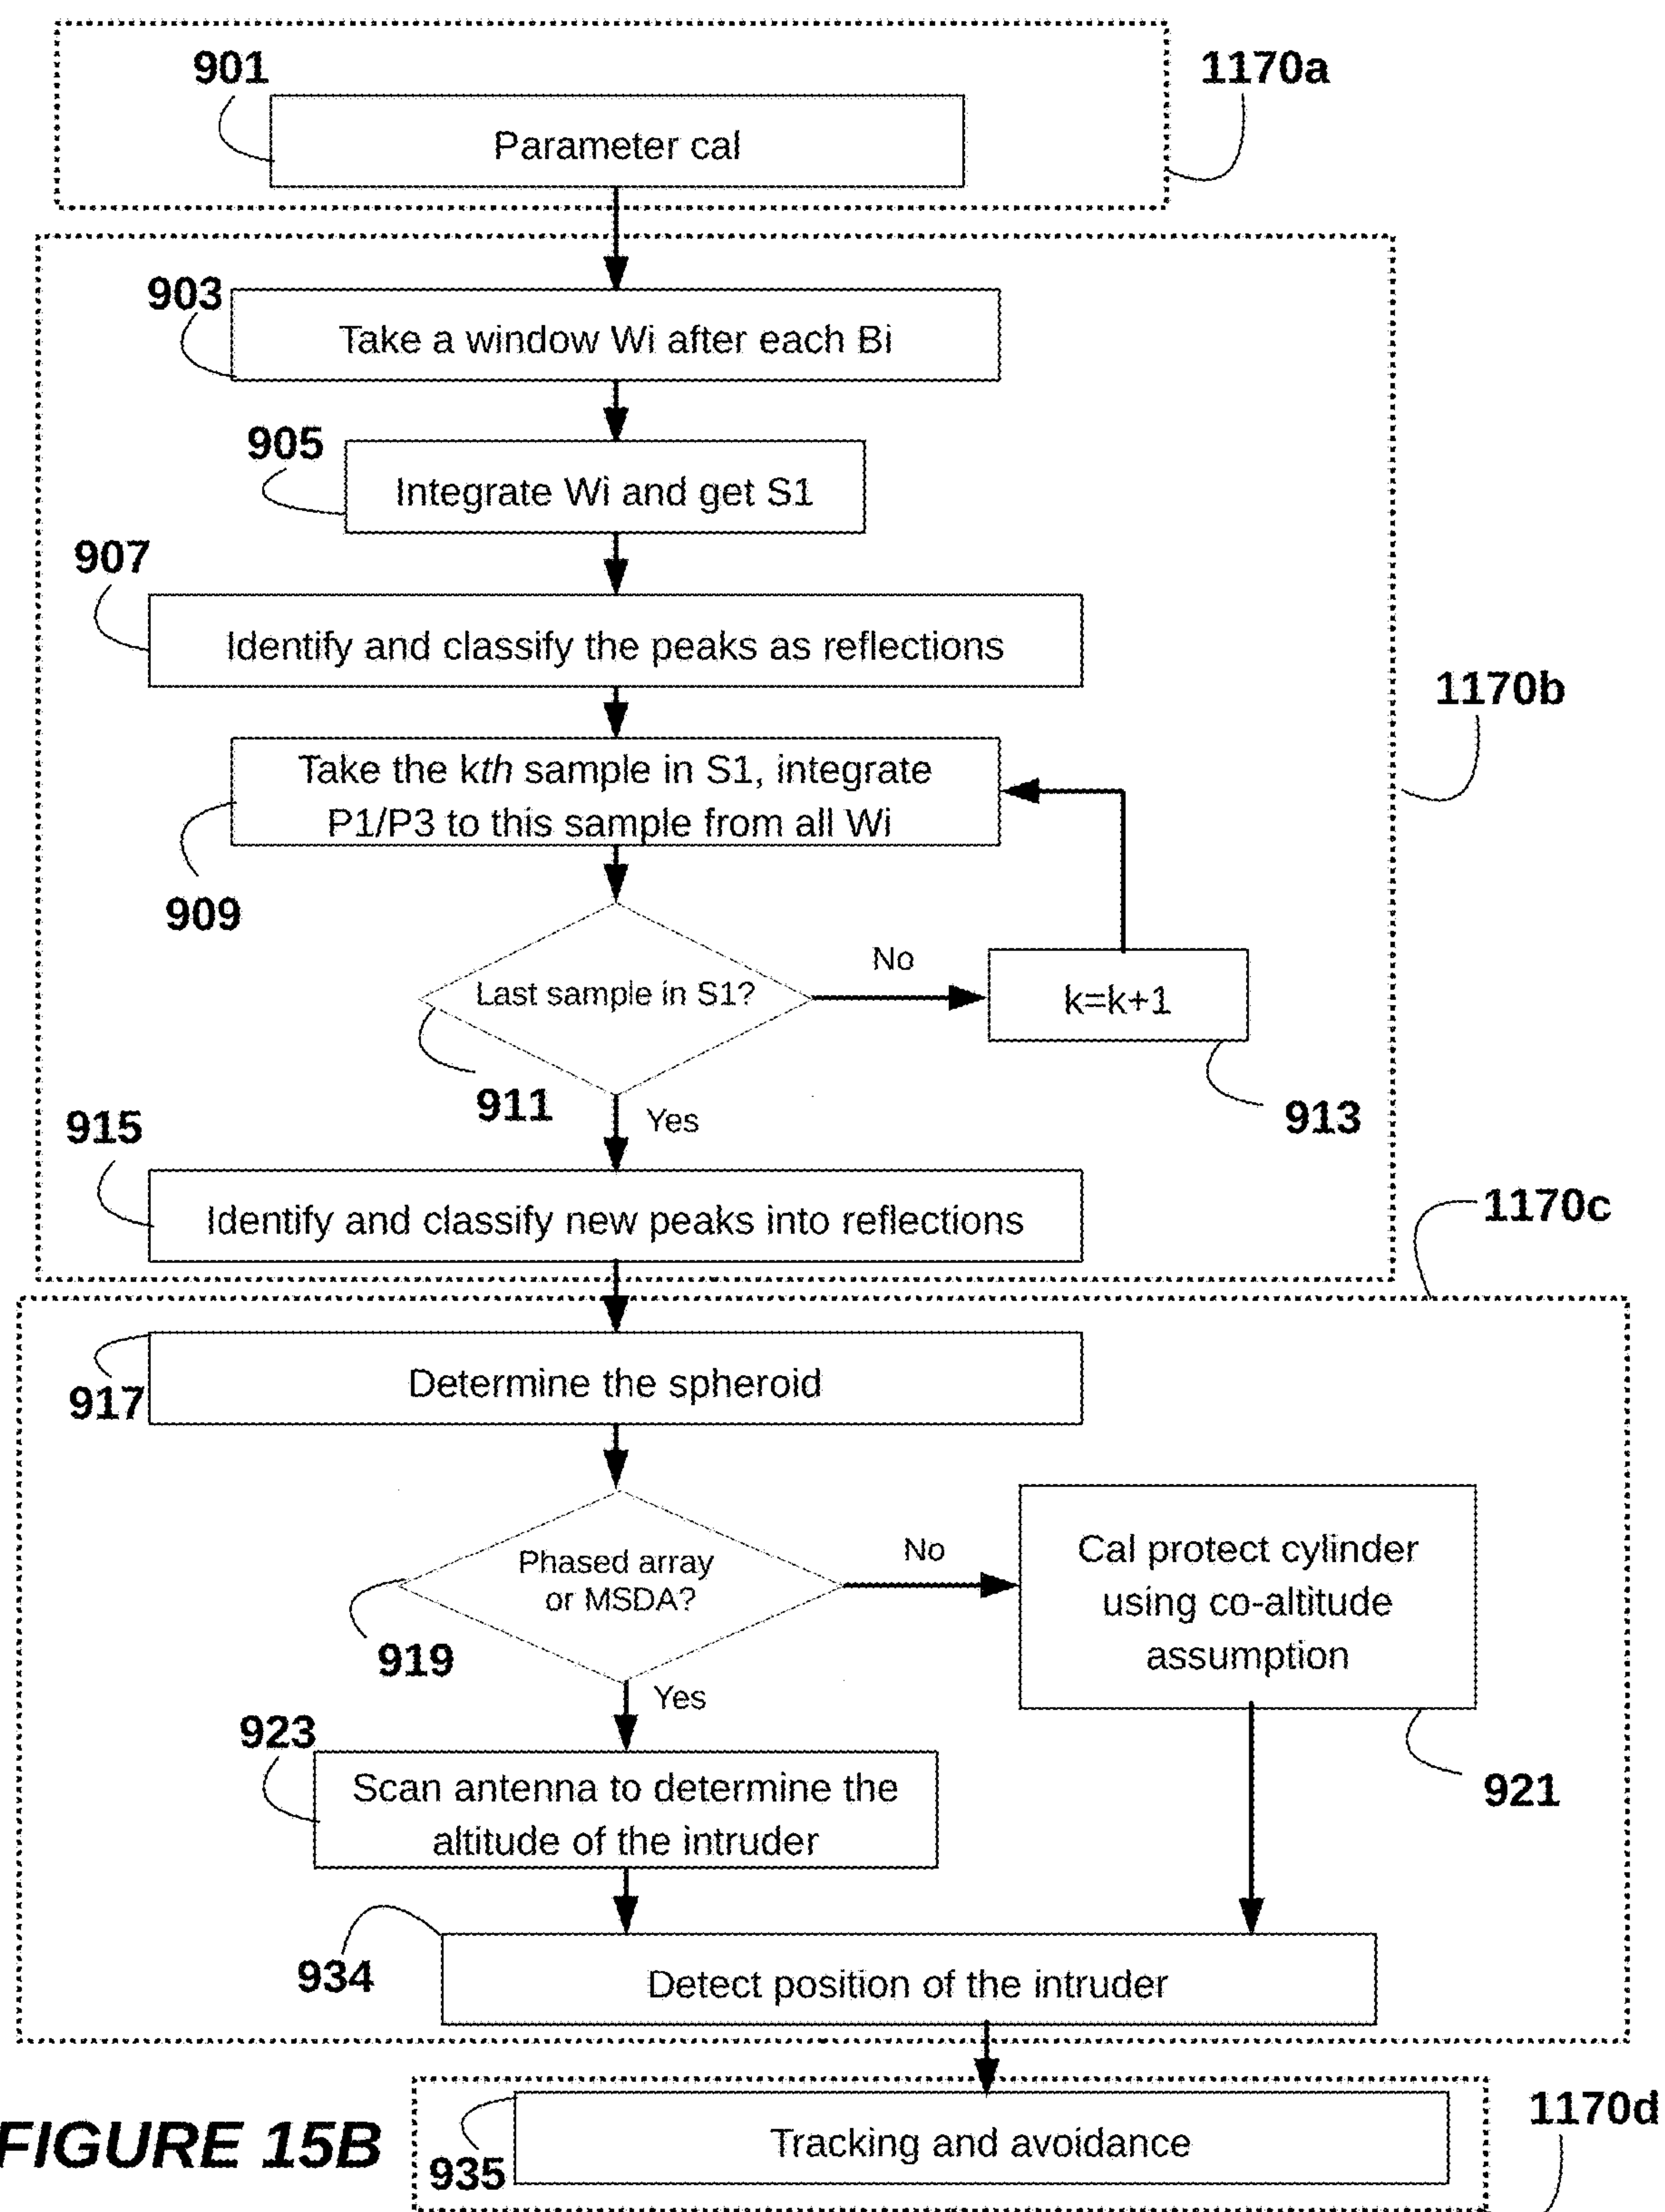 901
1170a
Parameter cal
903
Take a window Wi after each Bi
905
Integrate Wi and get S1
907
Identify and classify the peaks as reflections
1170b
Take the kth sample in S1, integrate
P1/P3 to this sample from all Wi
909
Last sample in S1?
No
k=k+1
911
Yes
913
915
Identify and classify new peaks into reflections
1170c
917
Determine the spheroid
Phased array
or MSDA?
No
Cal protect cylinder
using co-altitude
assumption
919
Yes
923
Scan antenna to determine the
altitude of the intruder
921
934
Detect position of the intruder
1170d
935
Tracking and avoidance
FIGURE 15B